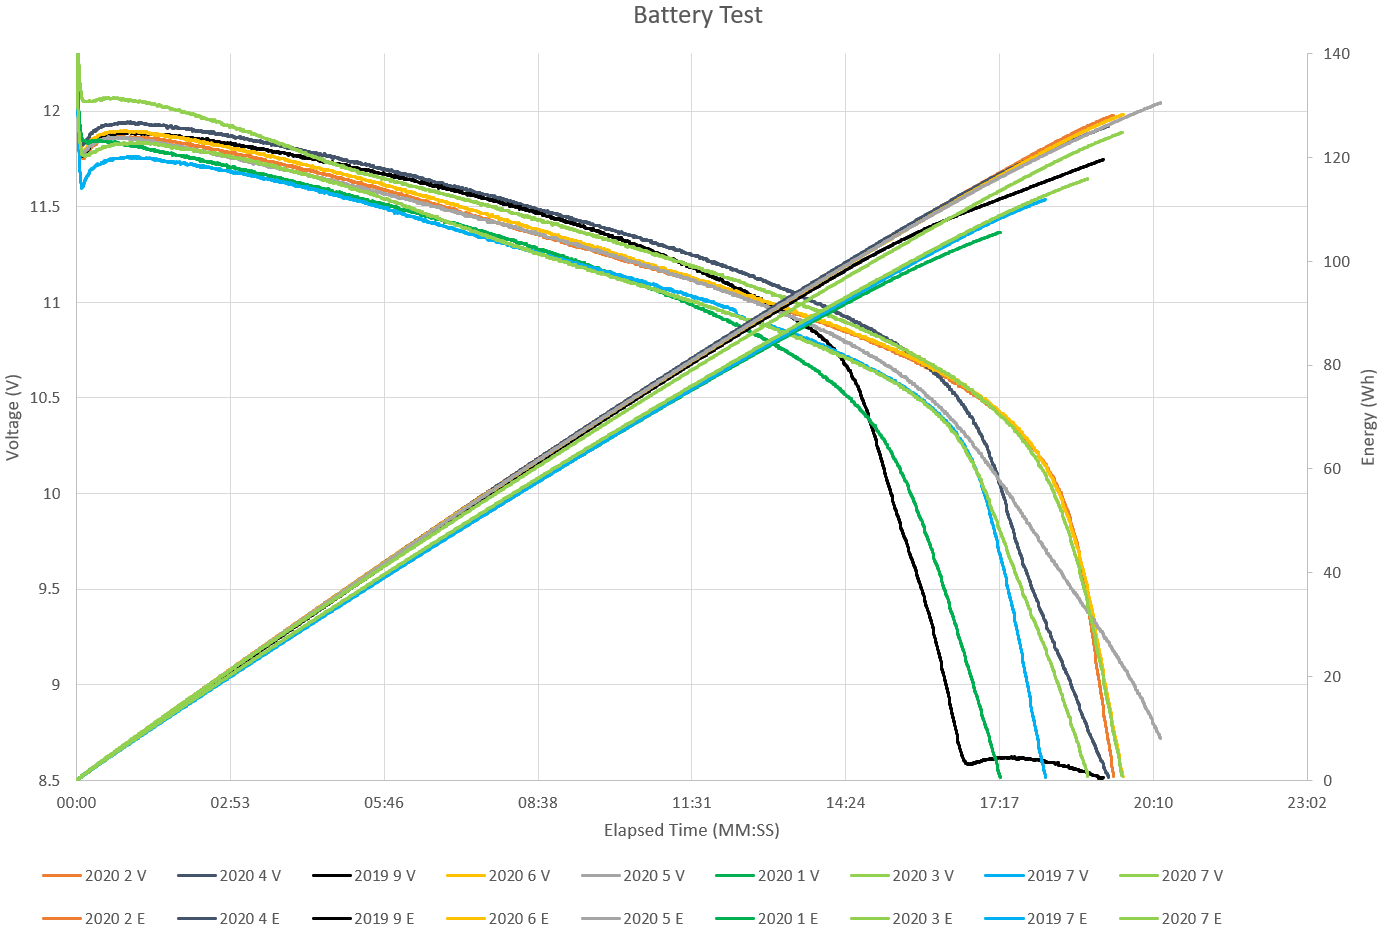 Battery Test
140
12
120
11.5
100
11
80
10.5
Voltage (V)
Energy (Wh)
60
10
40
9.5
20
9
8.5
0
00:00 02:53 05:46 08:38 11:31 14:24 17:17 20:10 23:02
Elapsed Time (MM:SS)
2020 2 V 2020 4 V 2019 9 V 2020 6 V 2020 5 V 2020 1 V 2020 3 V 2019 7 V 2020 7 V
2020 2 E 2020 4 E 2019 9 E 2020 6 E 2020 5 E 2020 1 E 2020 3 E 2019 7 E 2020 7 E